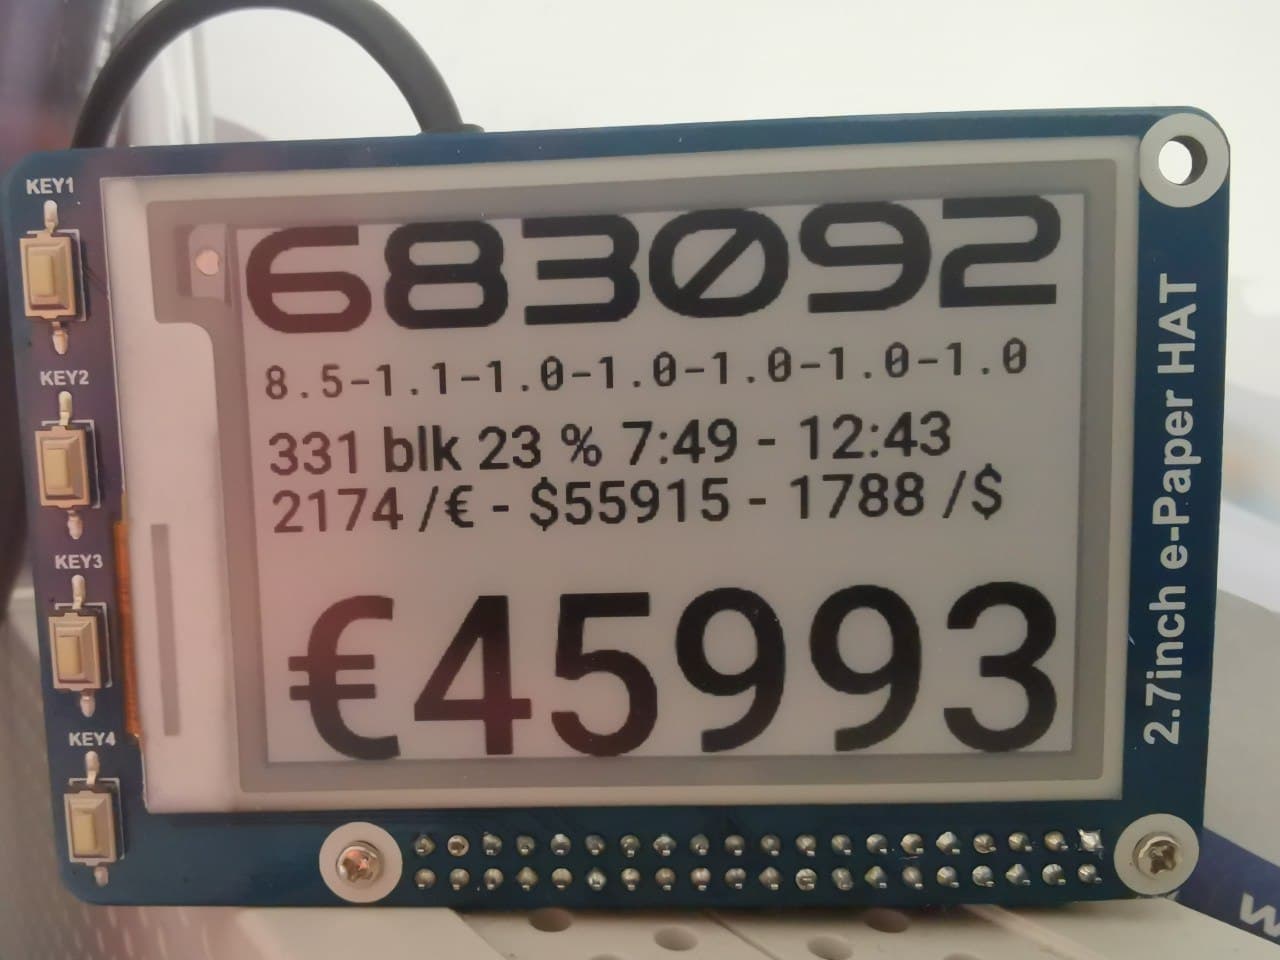 KEY1
KEY2
KEY3
KEY4
683092
8.5-1.1-1.0-1.0-1.0-1.0-1.0
331 blk 23 % 7:49 - 12:43
2174 /€ - $55915 - 1788 /$
€45993
2.7inch e-Paper HAT